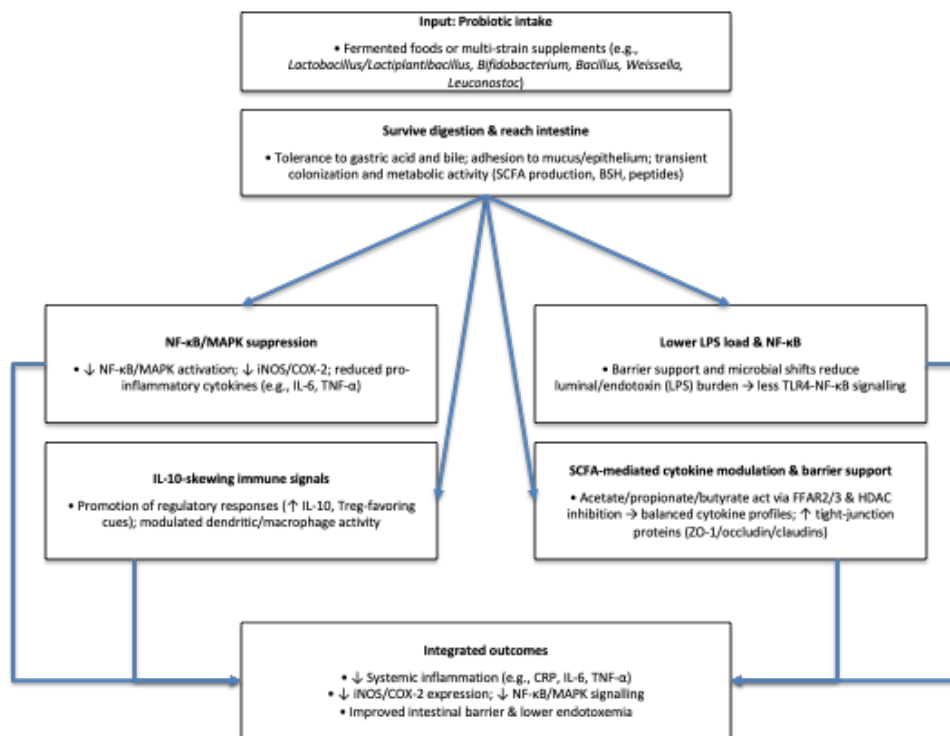 Input: Probiotic intake
• Fermented foods or multi-strain supplements (e.g.,
Lactobacillus/Lactiplantibacillus, Bifidobacterium, Bacillus, Weissella,
Leuconostoc)
Survive digestion & reach intestine
• Tolerance to gastric acid and bile; adhesion to mucus/epithelium; transient
colonization and metabolic activity (SCFA production, BSH, peptides)
NF-κB/MAPK suppression
• ↓ NF-κB/MAPK activation; ↓ iNOS/COX-2; reduced pro-
inflammatory cytokines (e.g., IL-6, TNF-α)
Lower LPS load & NF-κB
• Barrier support and microbial shifts reduce
luminal/endotoxin (LPS) burden → less TLR4-NF-κB signalling
IL-10-skewing immune signals
• Promotion of regulatory responses (↑ IL-10, Treg-favoring
cues); modulated dendritic/macrophage activity
SCFA-mediated cytokine modulation & barrier support
• Acetate/propionate/butyrate act via FFAR2/3 & HDAC
inhibition → balanced cytokine profiles; ↑ tight-junction
proteins (ZO-1/occludin/claudins)
Integrated outcomes
• ↓ Systemic inflammation (e.g., CRP, IL-6, TNF-α)
• ↓ iNOS/COX-2 expression; ↓ NF-κB/MAPK signalling
• Improved intestinal barrier & lower endotoxemia